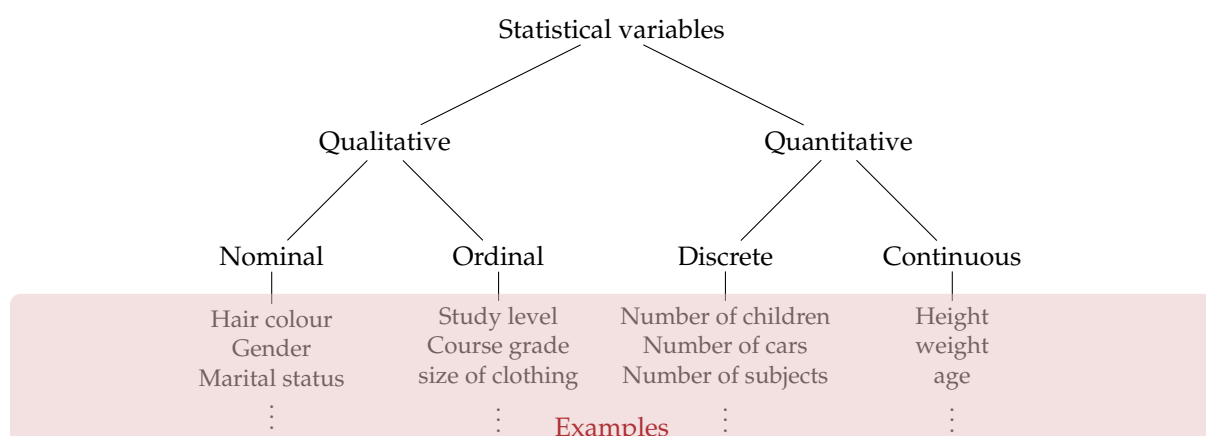 Statistical variables
Qualitative Quantitative
Nominal Ordinal Discrete Continuous
Hair colour Study level Number of children Height
Gender Course grade Number of cars weight
Marital status size of clothing Number of subjects age
Examples